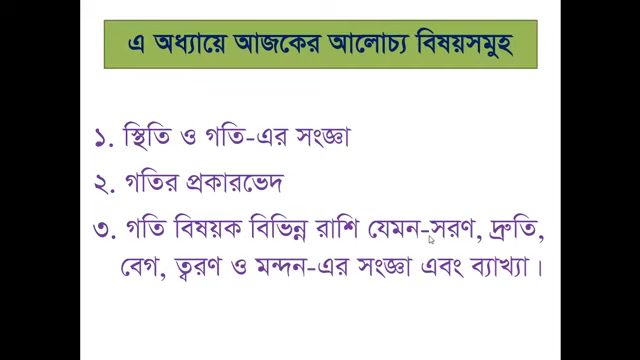 এ অধ্যায়ে আজকের আলোচ্য বিষয়সমুহ
১. স্থিতি ও গতি-এর সংজ্ঞা
২. গতির প্রকারভেদ
৩. গতি বিষয়ক বিভিন্ন রাশি যেমন-সরণ, দ্রুতি,
বেগ, ত্বরণ ও মন্দন-এর সংজ্ঞা এবং ব্যাখ্যা।